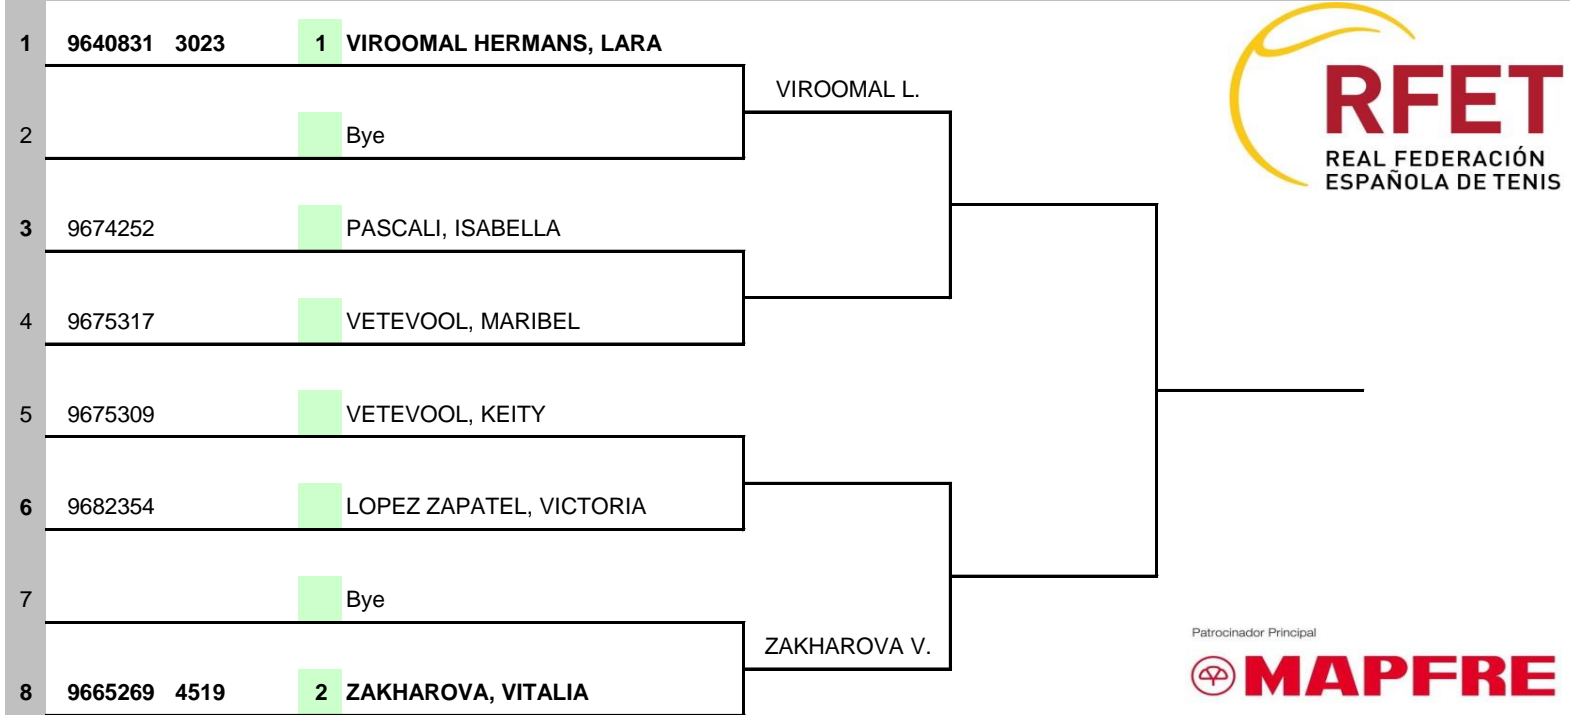 1 9640831 3023 1 VIROOMAL HERMANS, LARA
VIROOMAL L.
2 Bye
3 9674252 PASCALI, ISABELLA
4 9675317 VETEVOOL, MARIBEL
5 9675309 VETEVOOL, KEITY
6 9682354 LOPEZ ZAPATEL, VICTORIA
7 Bye
ZAKHAROVA V.
8 9665269 4519 2 ZAKHAROVA, VITALIA
RFET
REAL FEDERACIÓN
ESPAÑOLA DE TENIS
Patrocinador Principal
MAPFRE